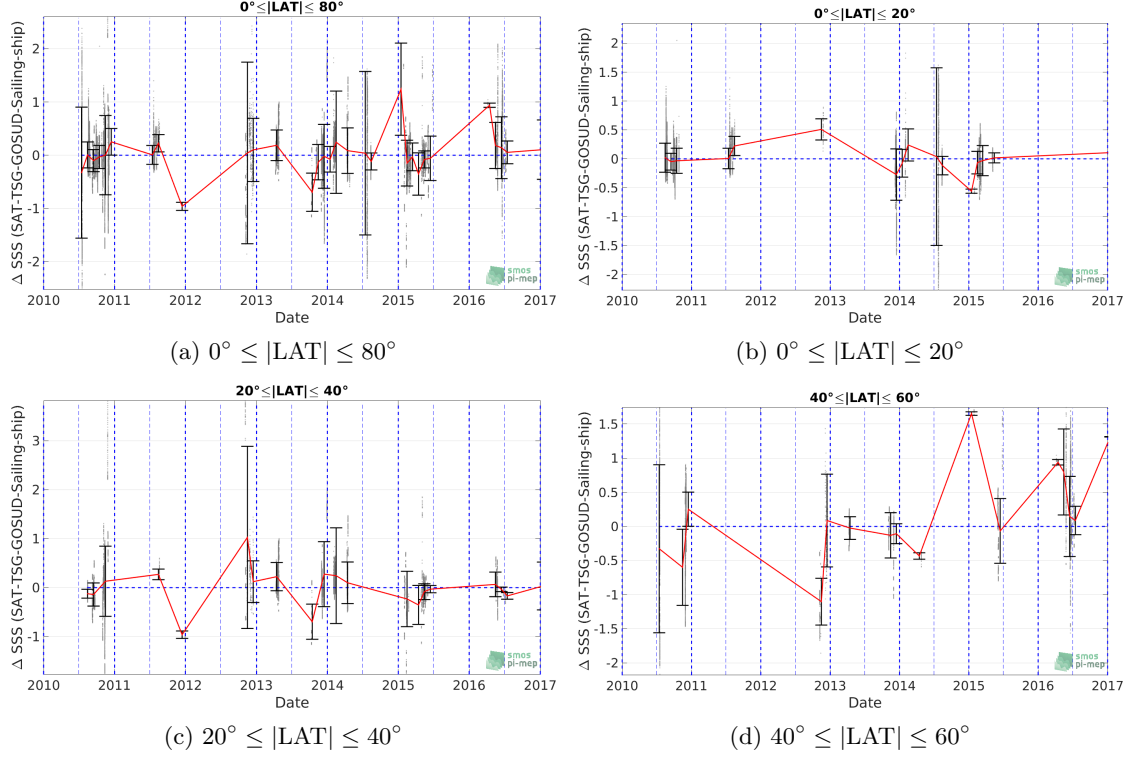 0°≤|LAT|≤ 80°
Δ SSS (SAT-TSG-GOSUD-Sailing-ship)
2
1
0
-1
-2
2010 2011 2012 2013 2014 2015 2016 2017
Date
smos
pi-mep
(a) 0° ≤ |LAT| ≤ 80°
0°≤|LAT|≤ 20°
Δ SSS (SAT-TSG-GOSUD-Sailing-ship)
2
1.5
1
0.5
0
-0.5
-1
-1.5
-2
2010 2011 2012 2013 2014 2015 2016 2017
Date
smos
pi-mep
(b) 0° ≤ |LAT| ≤ 20°
20°≤|LAT|≤ 40°
Δ SSS (SAT-TSG-GOSUD-Sailing-ship)
3
2
1
0
-1
2010 2011 2012 2013 2014 2015 2016 2017
Date
smos
pi-mep
(c) 20° ≤ |LAT| ≤ 40°
40°≤|LAT|≤ 60°
Δ SSS (SAT-TSG-GOSUD-Sailing-ship)
1.5
1
0.5
0
-0.5
-1
-1.5
-2
2010 2011 2012 2013 2014 2015 2016 2017
Date
smos
pi-mep
(d) 40° ≤ |LAT| ≤ 60°